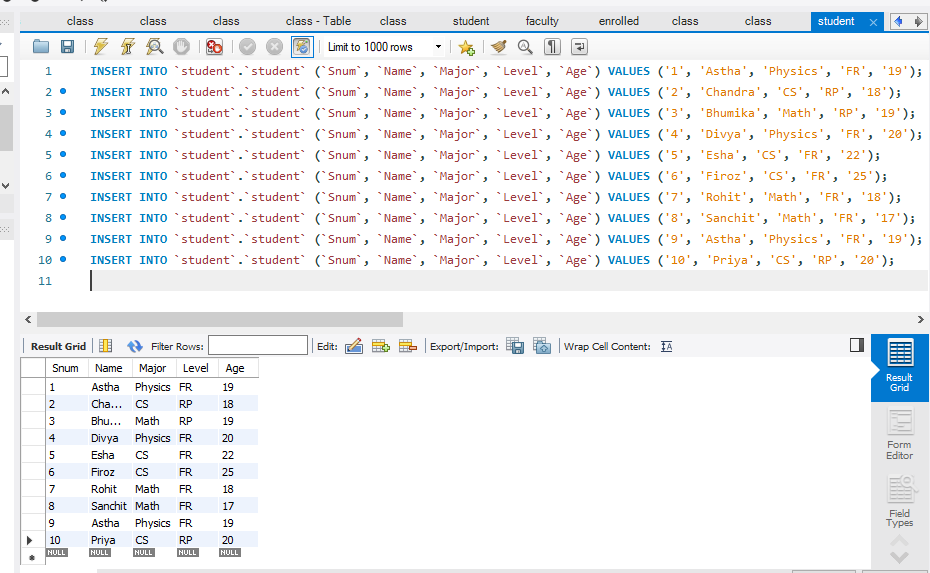 class class class class - Table class student faculty enrolled class class student
Limit to 1000 rows
1 INSERT INTO `student`.`student` (`Snum`, `Name`, `Major`, `Level`, `Age`) VALUES ('1', 'Astha', 'Physics', 'FR', '19');
2 INSERT INTO `student`.`student` (`Snum`, `Name`, `Major`, `Level`, `Age`) VALUES ('2', 'Chandra', 'CS', 'RP', '18');
3 INSERT INTO `student`.`student` (`Snum`, `Name`, `Major`, `Level`, `Age`) VALUES ('3', 'Bhumika', 'Math', 'RP', '19');
4 INSERT INTO `student`.`student` (`Snum`, `Name`, `Major`, `Level`, `Age`) VALUES ('4', 'Divya', 'Physics', 'FR', '20');
5 INSERT INTO `student`.`student` (`Snum`, `Name`, `Major`, `Level`, `Age`) VALUES ('5', 'Esha', 'CS', 'FR', '22');
6 INSERT INTO `student`.`student` (`Snum`, `Name`, `Major`, `Level`, `Age`) VALUES ('6', 'Firoz', 'CS', 'FR', '25');
7 INSERT INTO `student`.`student` (`Snum`, `Name`, `Major`, `Level`, `Age`) VALUES ('7', 'Rohit', 'Math', 'FR', '18');
8 INSERT INTO `student`.`student` (`Snum`, `Name`, `Major`, `Level`, `Age`) VALUES ('8', 'Sanchit', 'Math', 'FR', '17');
9 INSERT INTO `student`.`student` (`Snum`, `Name`, `Major`, `Level`, `Age`) VALUES ('9', 'Astha', 'Physics', 'FR', '19');
10 INSERT INTO `student`.`student` (`Snum`, `Name`, `Major`, `Level`, `Age`) VALUES ('10', 'Priya', 'CS', 'RP', '20');
11
Result Grid Filter Rows: Edit: Export/Import: Wrap Cell Content:
Snum Name Major Level Age
1 Astha Physics FR 19
2 Cha... CS RP 18
3 Bhu... Math RP 19
4 Divya Physics FR 20
5 Esha CS FR 22
6 Firoz CS FR 25
7 Rohit Math FR 18
8 Sanchit Math FR 17
9 Astha Physics FR 19
10 Priya CS RP 20
NULL NULL NULL NULL NULL
Result
Grid
Form
Editor
Field
Types